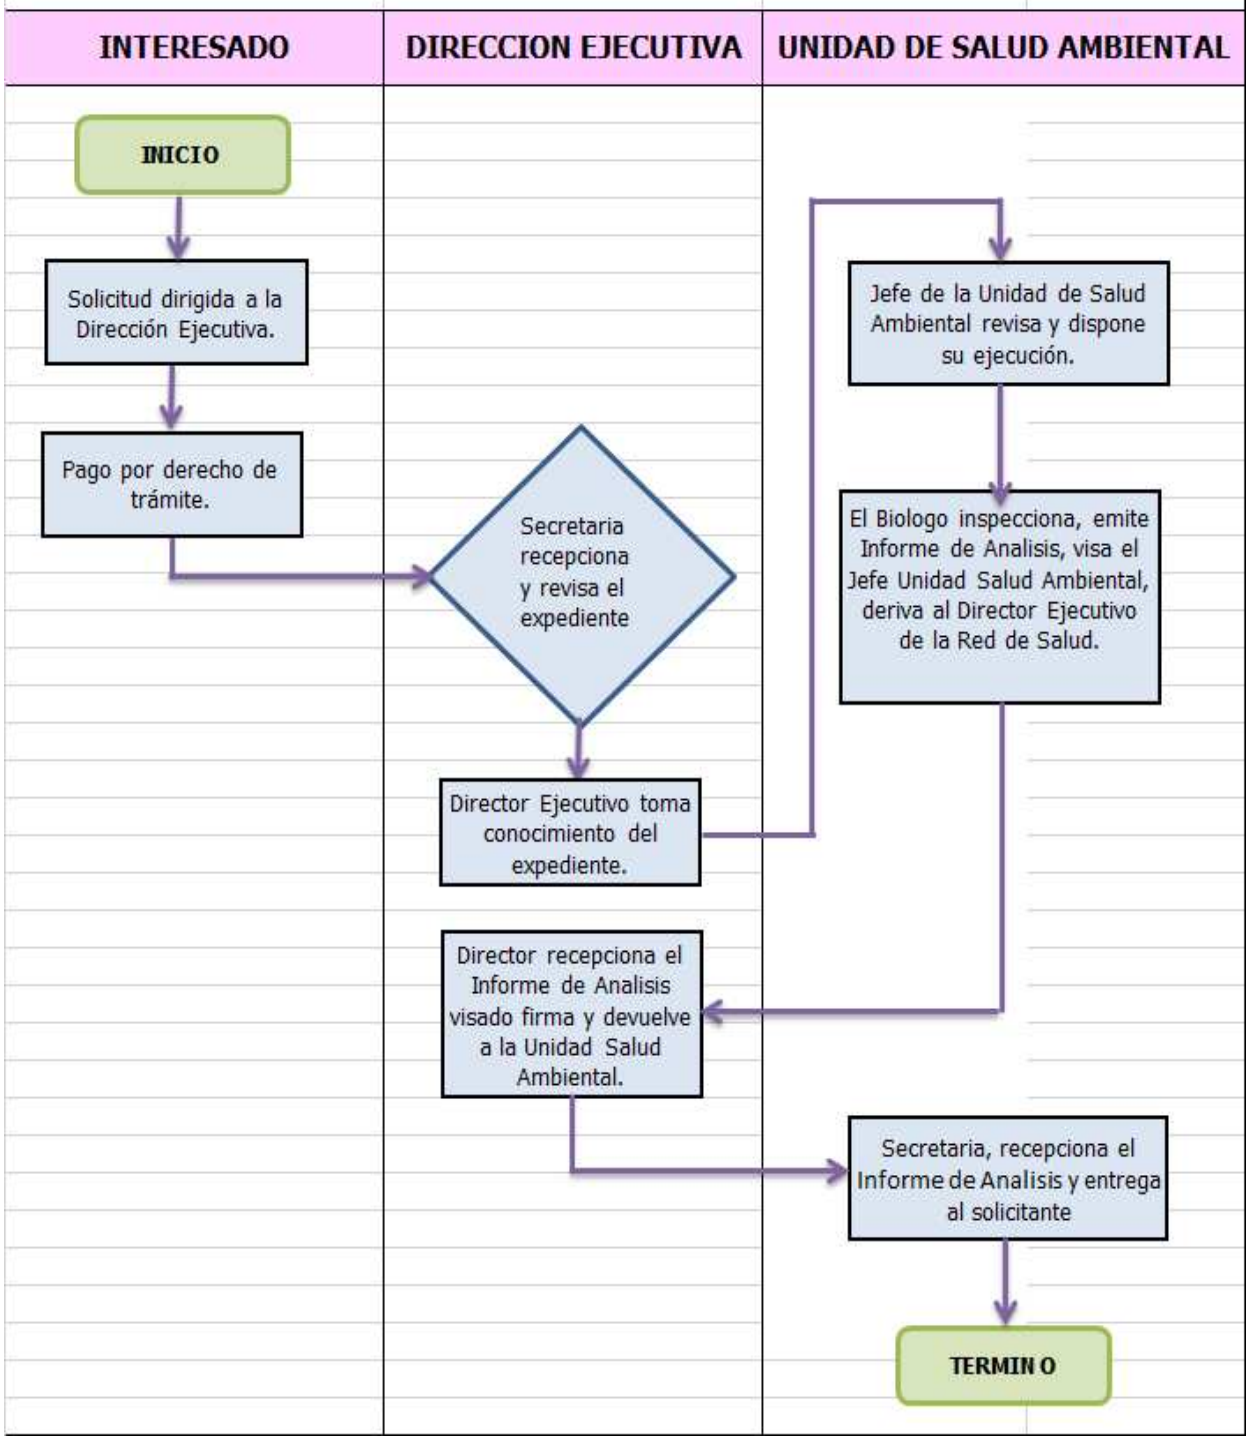 INTERESADO
DIRECCION EJECUTIVA
UNIDAD DE SALUD AMBIENTAL
INICIO
Solicitud dirigida a la
Dirección Ejecutiva.
Pago por derecho de
trámite.
Secretaria
recepciona
y revisa el
expediente
Director Ejecutivo toma
conocimiento del
expediente.
Jefe de la Unidad de Salud
Ambiental revisa y dispone
su ejecución.
El Biologo inspecciona, emite
Informe de Analisis, visa el
Jefe Unidad Salud Ambiental,
deriva al Director Ejecutivo
de la Red de Salud.
Director recepciona el
Informe de Analisis
visado firma y devuelve
a la Unidad Salud
Ambiental.
Secretaria, recepciona el
Informe de Analisis y entrega
al solicitante
TERMINO